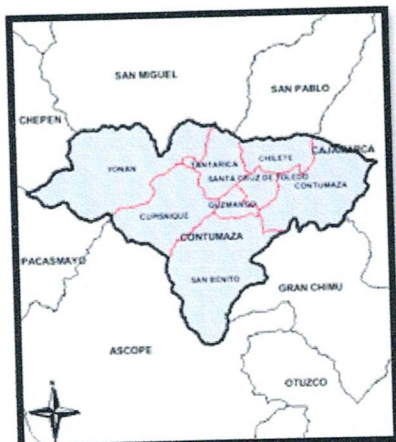 SAN MIGUEL
SAN PABLO
CHEPEN
CAJAMARCA
YONAN
TANTARICA
CHILETE
SANTA CRUZ DE TOLEDO
CONTUMAZA
GUZMANGO
CUPISNIQUE
CONTUMAZA
PACASMAYO
SAN BENITO
GRAN CHIMU
ASCOPE
OTUZCO
N